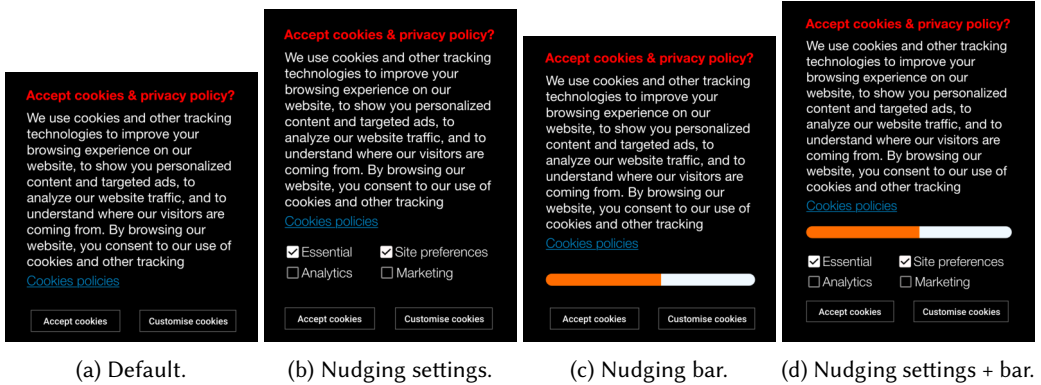 Accept cookies & privacy policy?
We use cookies and other tracking
technologies to improve your
browsing experience on our
website, to show you personalized
content and targeted ads, to
analyze our website traffic, and to
understand where our visitors are
coming from. By browsing our
website, you consent to our use of
cookies and other tracking
Cookies policies
Accept cookies
Customise cookies
(a) Default.
Accept cookies & privacy policy?
We use cookies and other tracking
technologies to improve your
browsing experience on our
website, to show you personalized
content and targeted ads, to
analyze our website traffic, and to
understand where our visitors are
coming from. By browsing our
website, you consent to our use of
cookies and other tracking
Cookies policies
Essential
Site preferences
Analytics
Marketing
Accept cookies
Customise cookies
(b) Nudging settings.
Accept cookies & privacy policy?
We use cookies and other tracking
technologies to improve your
browsing experience on our
website, to show you personalized
content and targeted ads, to
analyze our website traffic, and to
understand where our visitors are
coming from. By browsing our
website, you consent to our use of
cookies and other tracking
Cookies policies
Accept cookies
Customise cookies
(c) Nudging bar.
Accept cookies & privacy policy?
We use cookies and other tracking
technologies to improve your
browsing experience on our
website, to show you personalized
content and targeted ads, to
analyze our website traffic, and to
understand where our visitors are
coming from. By browsing our
website, you consent to our use of
cookies and other tracking
Cookies policies
Essential
Site preferences
Analytics
Marketing
Accept cookies
Customise cookies
(d) Nudging settings + bar.